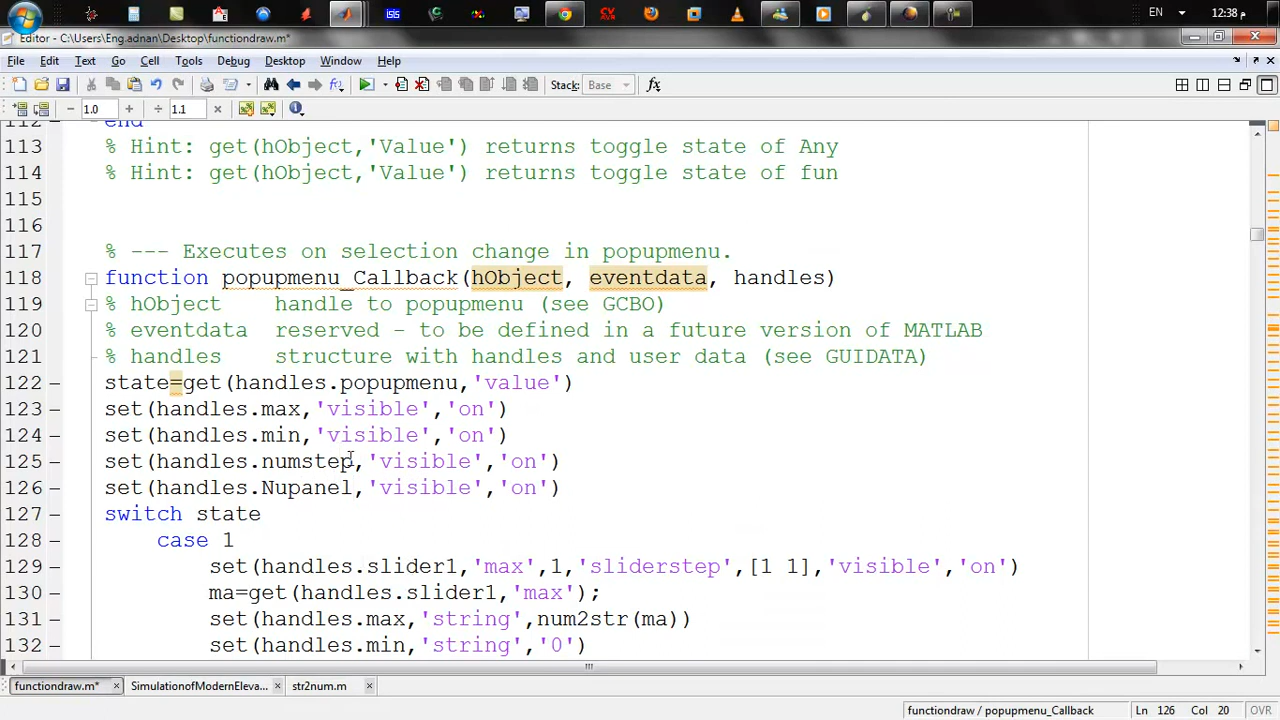 EN م 12:38
Editor - C:\Users\Eng.adnan\Desktop\functiondraw.m*
File Edit Text Go Cell Tools Debug Desktop Window Help
Stack: Base fx
- 1.0 + ÷ 1.1 ×
112 end
113 % Hint: get(hObject,'Value') returns toggle state of Any
114 % Hint: get(hObject,'Value') returns toggle state of fun
115
116
117 % --- Executes on selection change in popupmenu.
118 function popupmenu_Callback(hObject, eventdata, handles)
119 % hObject    handle to popupmenu (see GCBO)
120 % eventdata  reserved - to be defined in a future version of MATLAB
121 % handles    structure with handles and user data (see GUIDATA)
122 – state=get(handles.popupmenu,'value')
123 – set(handles.max,'visible','on')
124 – set(handles.min,'visible','on')
125 – set(handles.numstep,'visible','on')
126 – set(handles.Nupanel,'visible','on')
127 – switch state
128 – case 1
129 – set(handles.slider1,'max',1,'sliderstep',[1 1],'visible','on')
130 – ma=get(handles.slider1,'max');
131 – set(handles.max,'string',num2str(ma))
132 – set(handles.min,'string','0')
functiondraw.m* × SimulationofModernEleva... × str2num.m ×
functiondraw / popupmenu_Callback Ln 126 Col 20 OVR